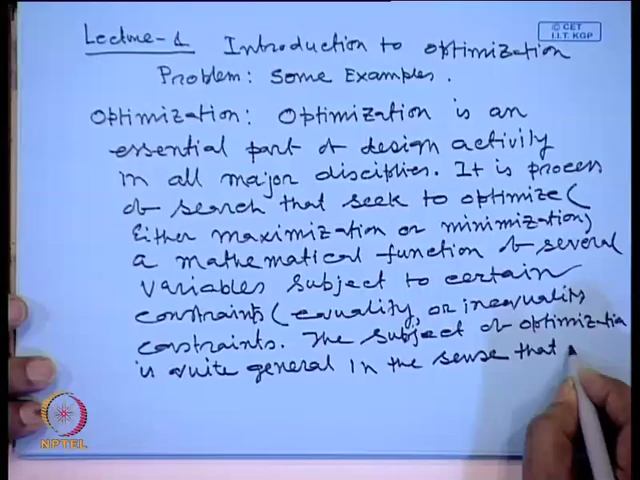 Lecture-1 Introduction to optimization
Problem: Some Examples.
© CET
I.I.T. KGP
Optimization: Optimization is an
essential part of design activity
in all major disciplies. It is process
of search that seek to optimize (
Either maximization or minimization)
a mathematical function of several
variables subject to certain
constraints (equality, or inequality
constraints. The subject of optimization
is quite general in the sense that
NPTEL